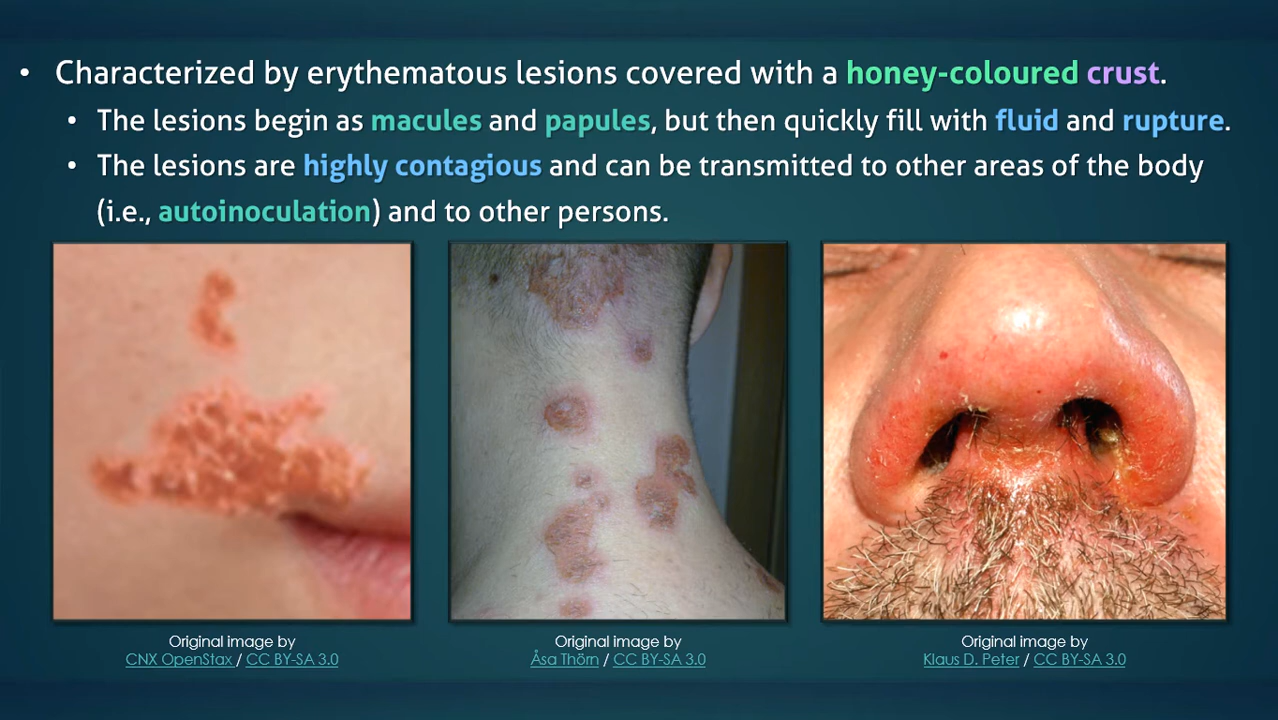 • Characterized by erythematous lesions covered with a honey-coloured crust.
• The lesions begin as macules and papules, but then quickly fill with fluid and rupture.
• The lesions are highly contagious and can be transmitted to other areas of the body
(i.e., autoinoculation) and to other persons.
Original image by
CNX OpenStax / CC BY-SA 3.0
Original image by
Åsa Thörn / CC BY-SA 3.0
Original image by
Klaus D. Peter / CC BY-SA 3.0